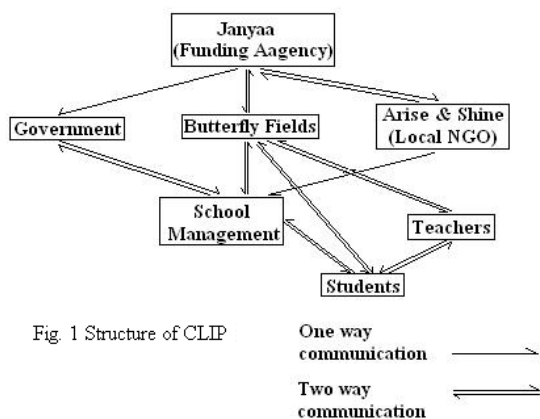 Janyaa
(Funding Aagency)
Government
Butterfly Fields
Arise & Shine
(Local NGO)
School
Management
Teachers
Students
Fig. 1 Structure of CLIP
One way
communication
Two way
communication